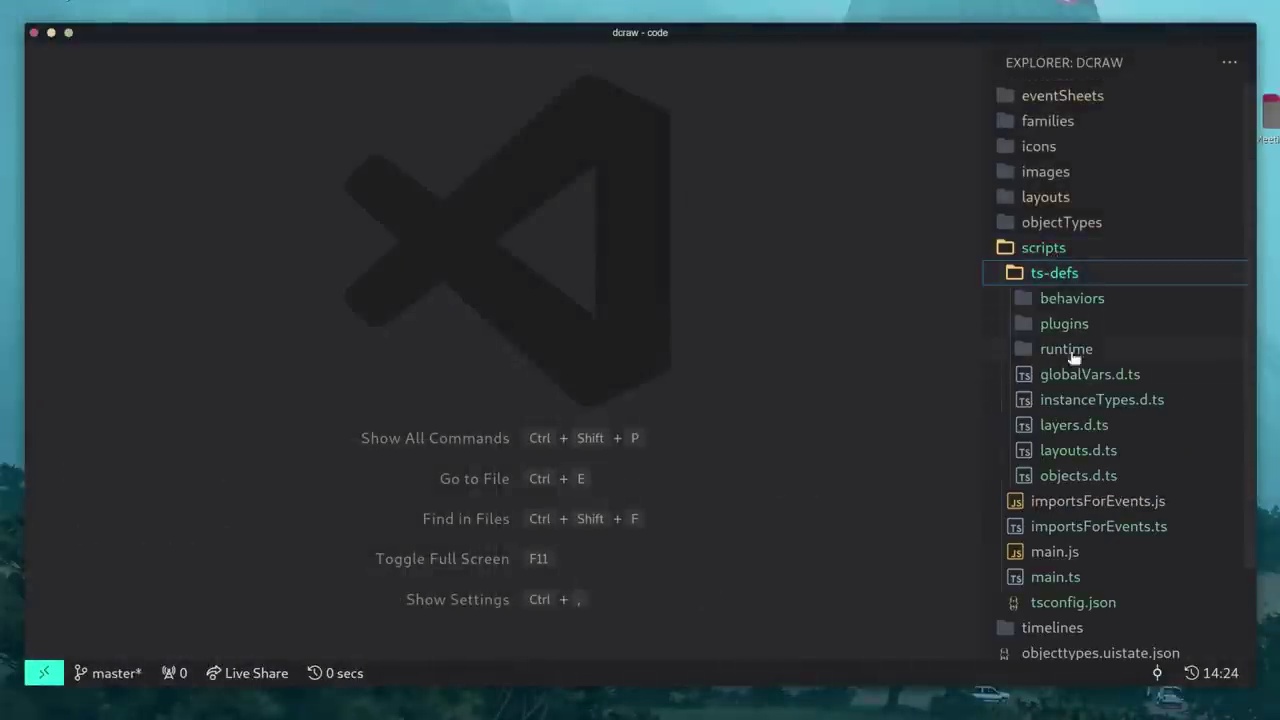 dcraw - code
EXPLORER: DCRAW
eventSheets
families
icons
images
layouts
objectTypes
scripts
ts-defs
behaviors
plugins
runtime
TS globalVars.d.ts
TS instanceTypes.d.ts
TS layers.d.ts
TS layouts.d.ts
TS objects.d.ts
JS importsForEvents.js
TS importsForEvents.ts
JS main.js
TS main.ts
{} tsconfig.json
timelines
{} objecttypes.uistate.json
Show All Commands Ctrl + Shift + P
Go to File Ctrl + E
Find in Files Ctrl + Shift + F
Toggle Full Screen F11
Show Settings Ctrl + ,
master* 0 Live Share 0 secs 14:24